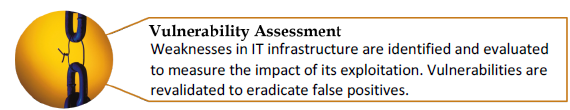 Vulnerability Assessment
Weaknesses in IT infrastructure are identified and evaluated
to measure the impact of its exploitation. Vulnerabilities are
revalidated to eradicate false positives.